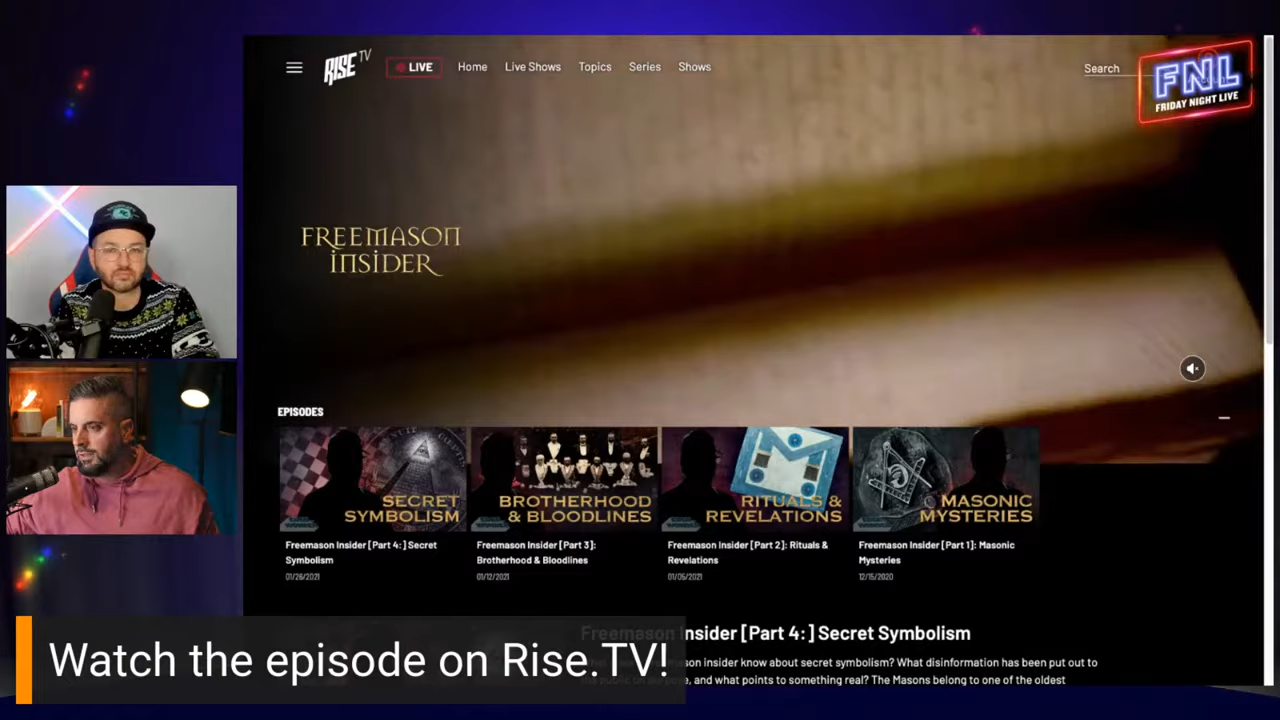 RISE TV
LIVE
Home
Live Shows
Topics
Series
Shows
Search
FNL
FRIDAY NIGHT LIVE
FREEMASON
INSIDER
EPISODES
SECRET
SYMBOLISM
BROTHERHOOD
& BLOODLINES
RITUALS &
REVELATIONS
MASONIC
MYSTERIES
Freemason Insider [Part 4:] Secret
Symbolism
01/26/2021
Freemason Insider [Part 3]:
Brotherhood & Bloodlines
01/12/2021
Freemason Insider [Part 2]: Rituals &
Revelations
01/05/2021
Freemason Insider [Part 1]: Masonic
Mysteries
12/15/2020
Freemason Insider [Part 4:] Secret Symbolism
son insider know about secret symbolism? What disinformation has been put out to
e, and what points to something real? The Masons belong to one of the oldest
Watch the episode on Rise.TV!